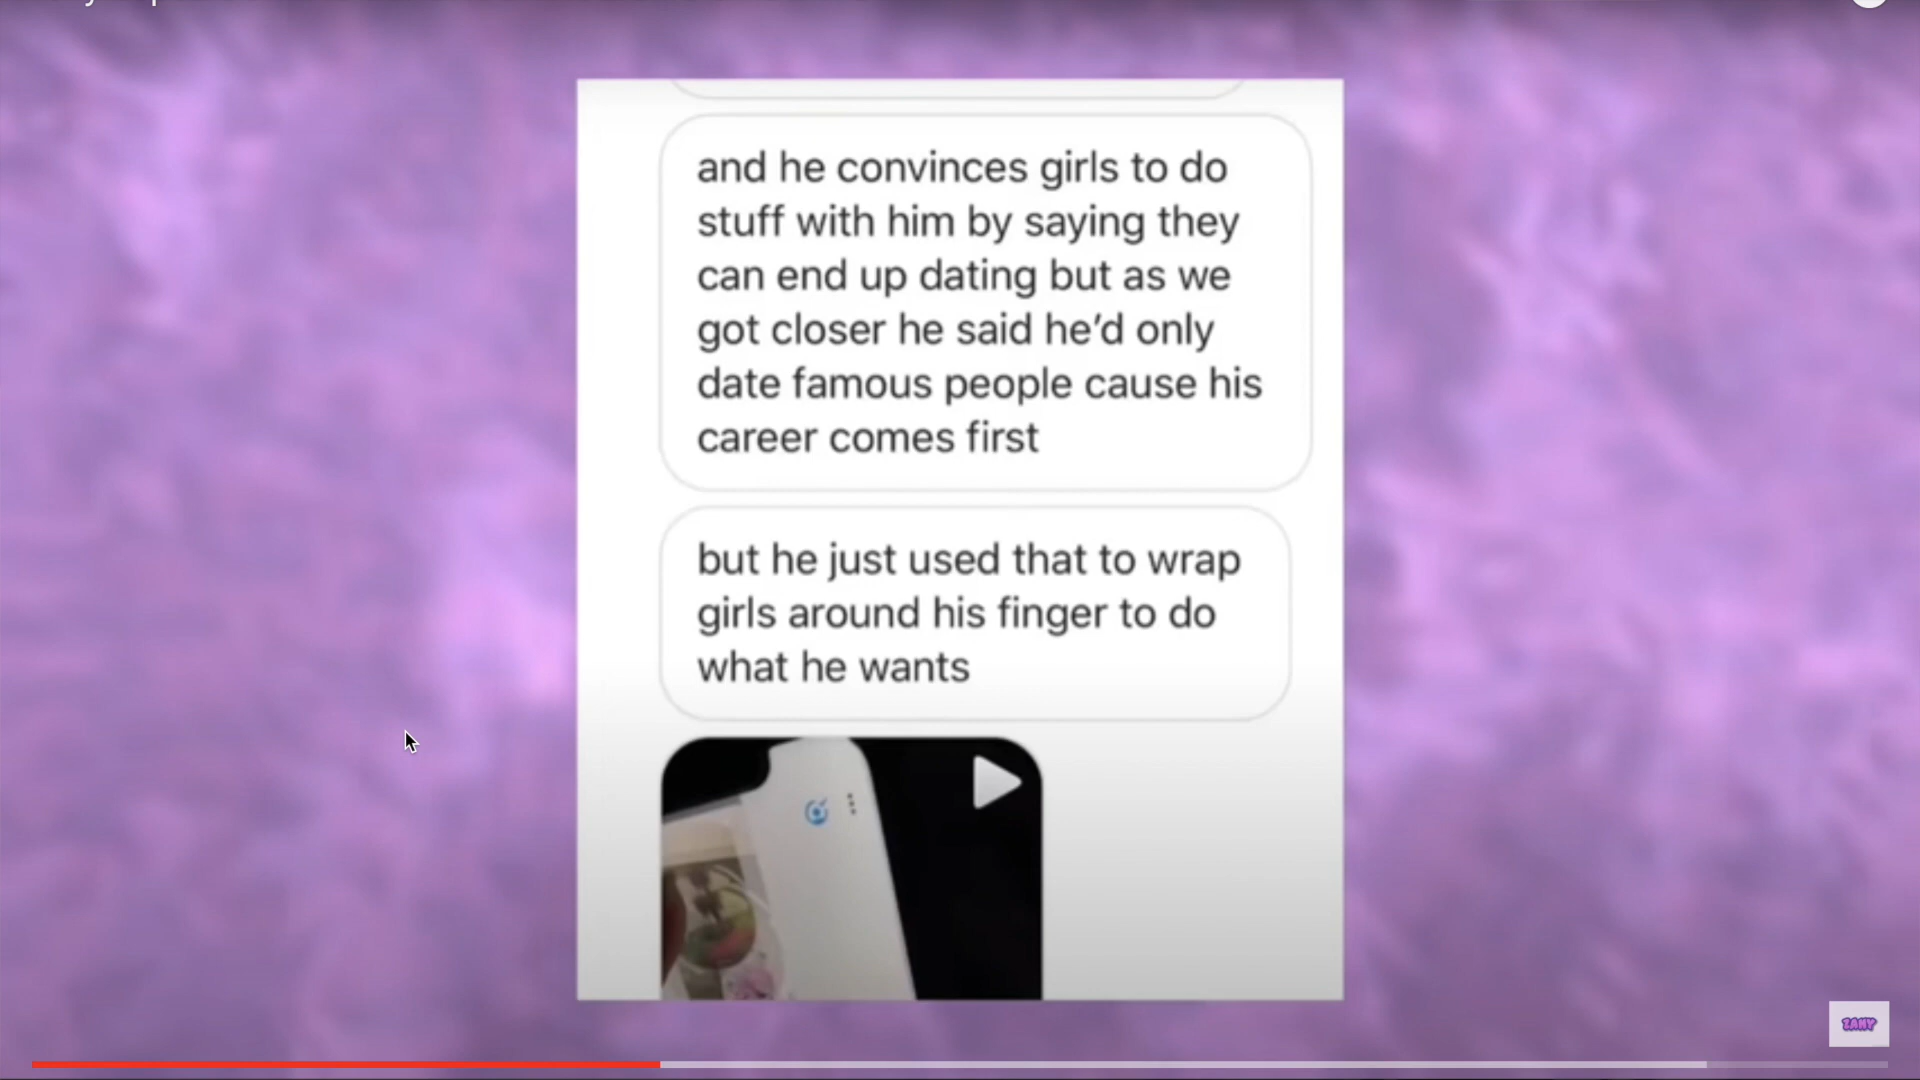 and he convinces girls to do
stuff with him by saying they
can end up dating but as we
got closer he said he’d only
date famous people cause his
career comes first
but he just used that to wrap
girls around his finger to do
what he wants
ZANY